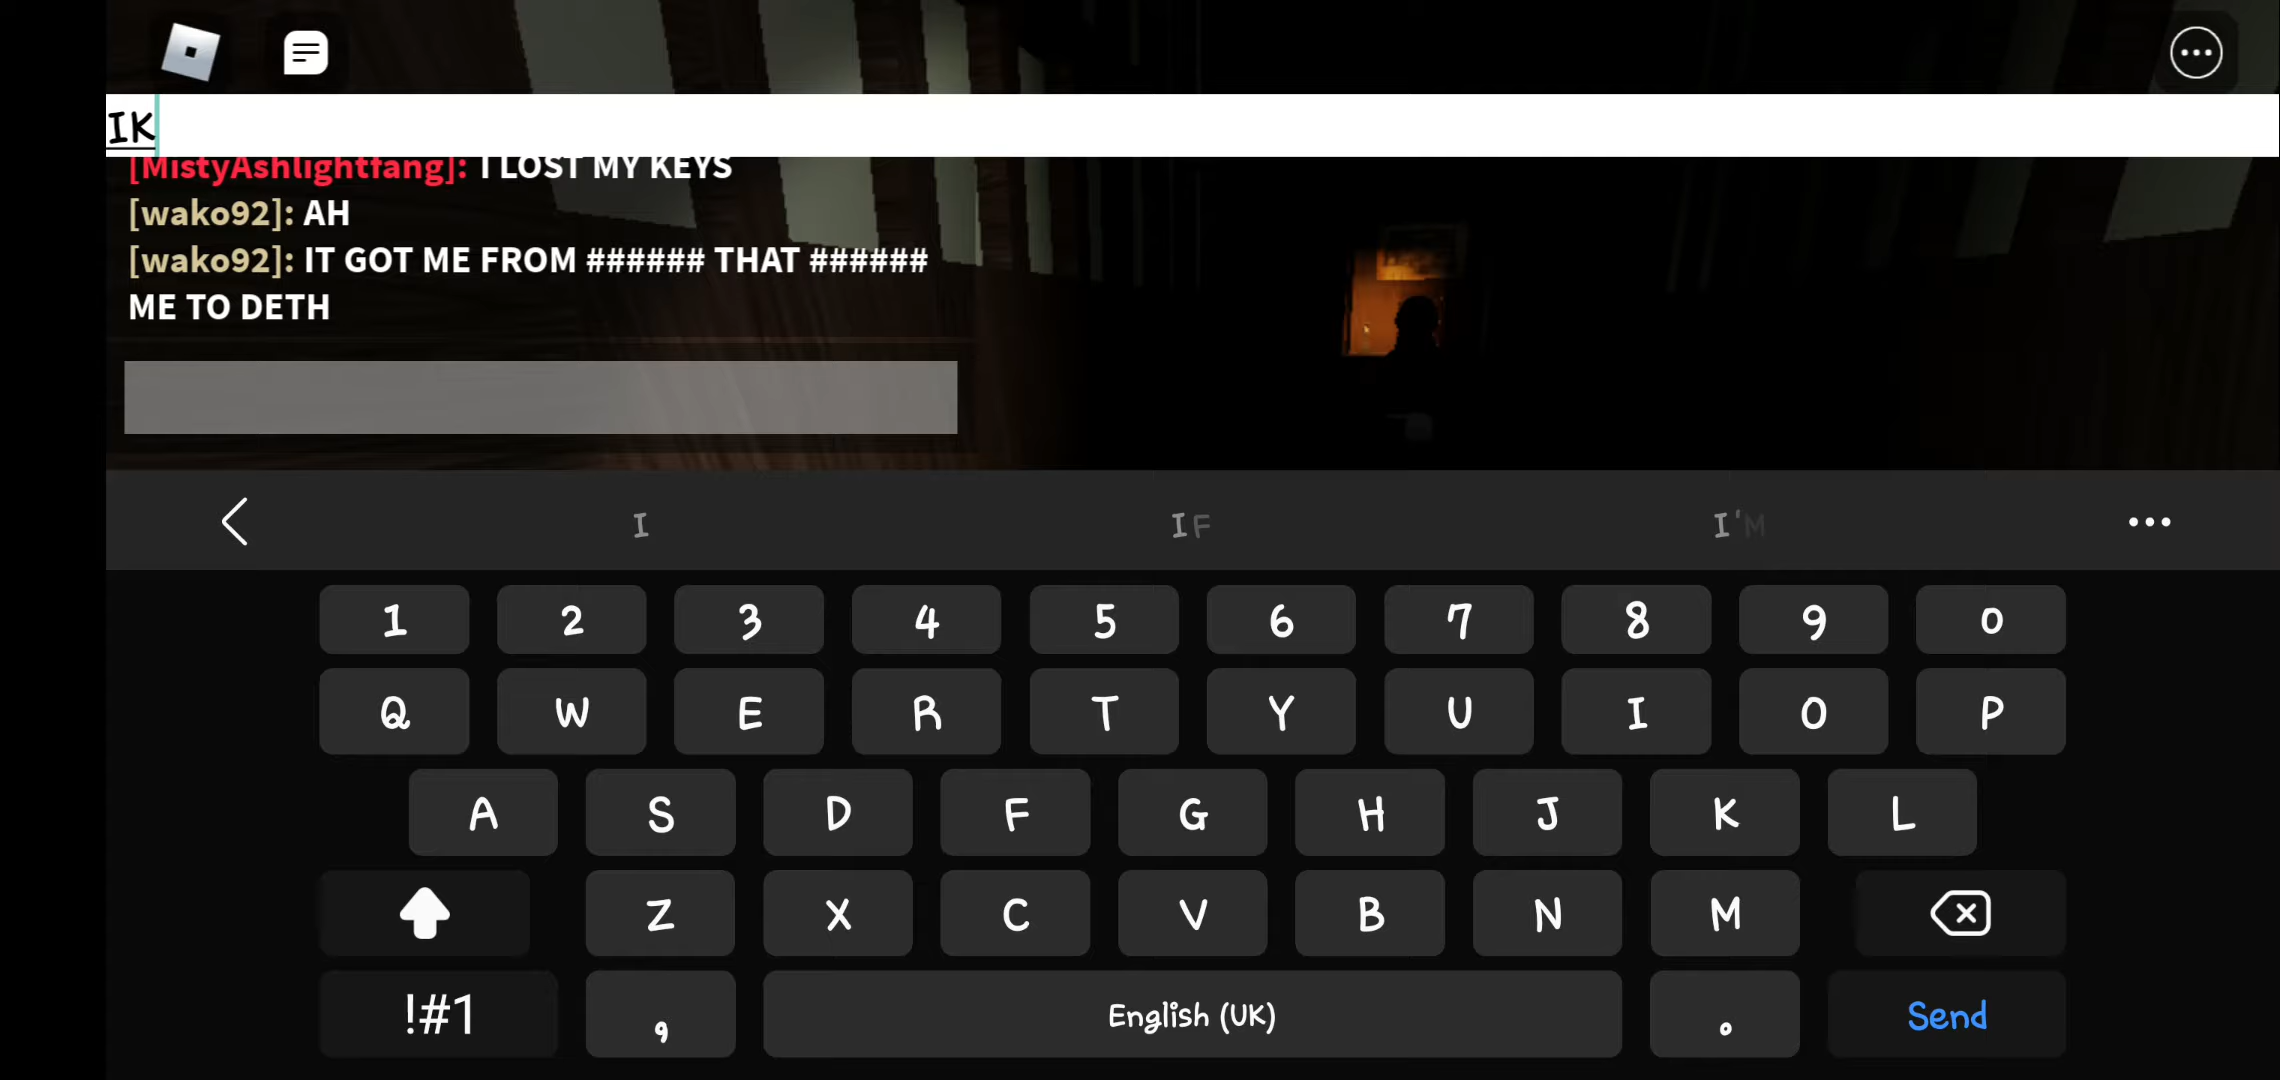 IK
[MistyAshlightfang]: I LOST MY KEYS
[wako92]: AH
[wako92]: IT GOT ME FROM ###### THAT ######
ME TO DETH
I IF I'M
1 2 3 4 5 6 7 8 9 0
Q W E R T Y U I O P
A S D F G H J K L
Z X C V B N M
!#1 , English (UK) . Send